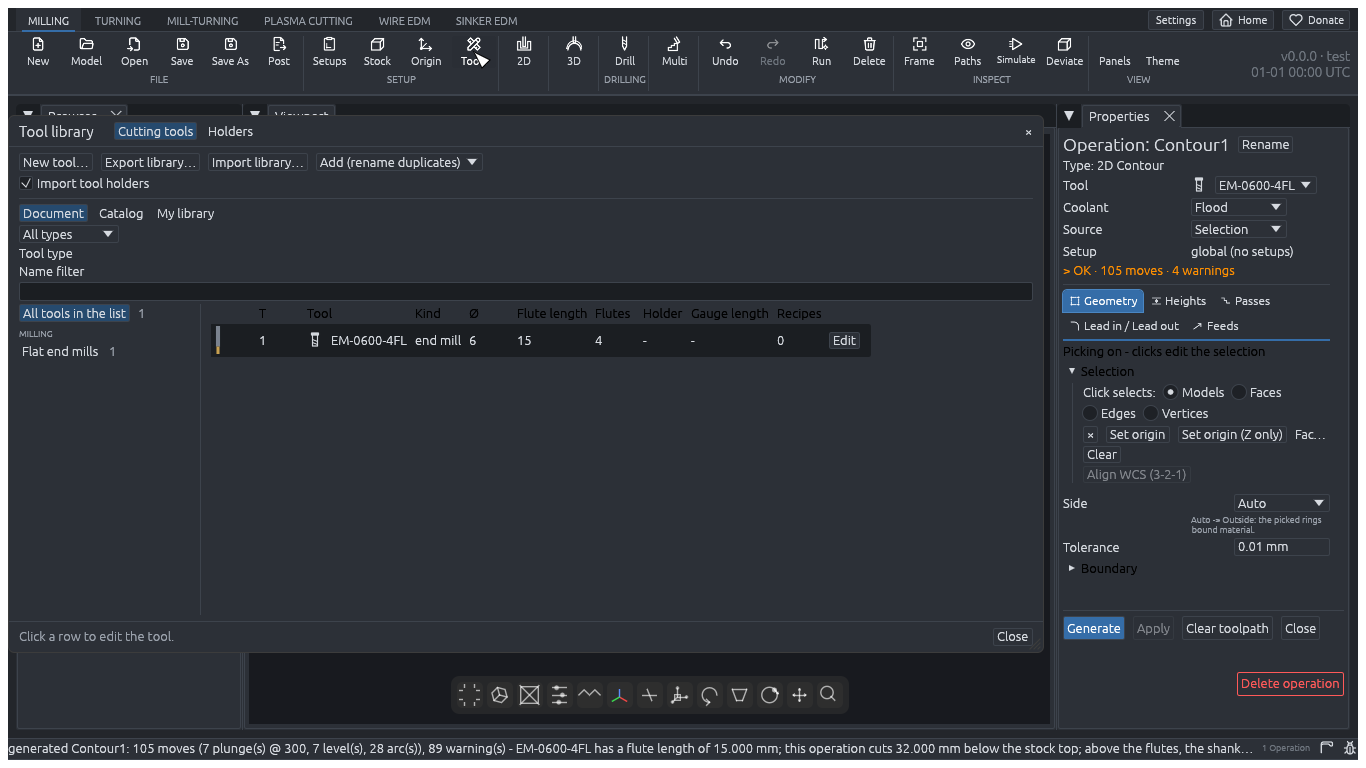 MILLING TURNING MILL-TURNING PLASMA CUTTING WIRE EDM SINKER EDM Settings Home Donate
New Model Open Save Save As Post Setups Stock Origin 2D 3D Drill Multi Undo Redo Run Delete Frame Paths Simulate Deviate Panels Theme
FILE SETUP DRILLING MODIFY INSPECT VIEW
v0.0.0 · test
01-01 00:00 UTC
Tool library Cutting tools Holders ×
New tool... Export library... Import library... Add (rename duplicates)
Import tool holders
Document Catalog My library
All types
Tool type
Name filter
All tools in the list 1
MILLING
Flat end mills 1
T Tool Kind Ø Flute length Flutes Holder Gauge length Recipes
1 EM-0600-4FL end mill 6 15 4 - - 0 Edit
Click a row to edit the tool. Close
Properties
Operation: Contour1 Rename
Type: 2D Contour
Tool EM-0600-4FL
Coolant Flood
Source Selection
Setup global (no setups)
> OK · 105 moves · 4 warnings
Geometry Heights Passes
Lead in / Lead out Feeds
Picking on - clicks edit the selection
Selection
Click selects: Models Faces
Edges Vertices
× Set origin Set origin (Z only) Fac...
Clear
Align WCS (3-2-1)
Side Auto
Auto -> Outside: the picked rings
bound material.
Tolerance 0.01 mm
Boundary
Generate Apply Clear toolpath Close
Delete operation
generated Contour1: 105 moves (7 plunge(s) @ 300, 7 level(s), 28 arc(s)), 89 warning(s) - EM-0600-4FL has a flute length of 15.000 mm; this operation cuts 32.000 mm below the stock top; above the flutes, the shank... 1 Operation